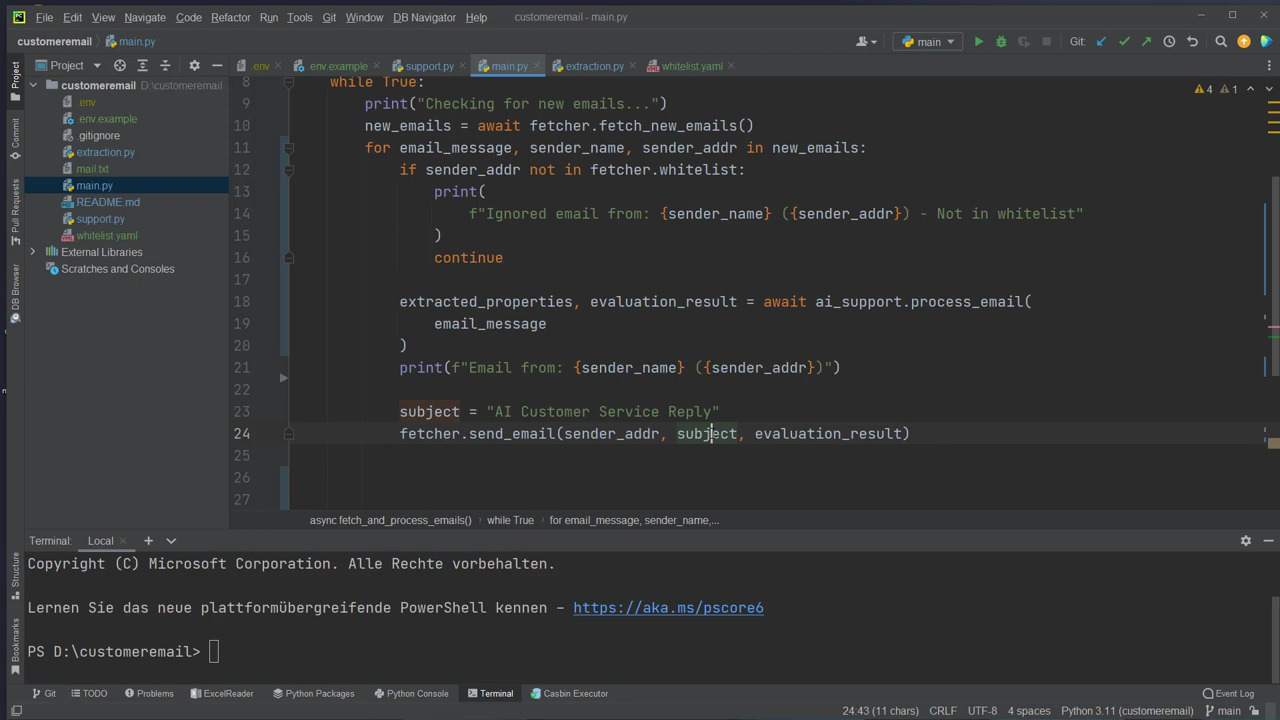 File Edit View Navigate Code Refactor Run Tools Git Window DB Navigator Help customeremail - main.py
customeremail main.py main Git:
Project .env .env.example support.py main.py extraction.py whitelist.yaml
customeremail D:\customeremail
.env
.env.example
.gitignore
extraction.py
mail.txt
main.py
README.md
support.py
whitelist.yaml
External Libraries
Scratches and Consoles
Project
Commit
Pull Requests
DB Browser
Structure
Bookmarks
4 1
8 while True:
9 print("Checking for new emails...")
10 new_emails = await fetcher.fetch_new_emails()
11 for email_message, sender_name, sender_addr in new_emails:
12 if sender_addr not in fetcher.whitelist:
13 print(
14 f"Ignored email from: {sender_name} ({sender_addr}) - Not in whitelist"
15 )
16 continue
17
18 extracted_properties, evaluation_result = await ai_support.process_email(
19 email_message
20 )
21 print(f"Email from: {sender_name} ({sender_addr})")
22
23 subject = "AI Customer Service Reply"
24 fetcher.send_email(sender_addr, subject, evaluation_result)
25
26
27
async fetch_and_process_emails() while True for email_message, sender_name,...
Terminal: Local
Copyright (C) Microsoft Corporation. Alle Rechte vorbehalten.
Lernen Sie das neue plattformübergreifende PowerShell kennen – https://aka.ms/pscore6
PS D:\customeremail>
Git TODO Problems ExcelReader Python Packages Python Console Terminal Casbin Executor Event Log
24:43 (11 chars) CRLF UTF-8 4 spaces Python 3.11 (customeremail) main